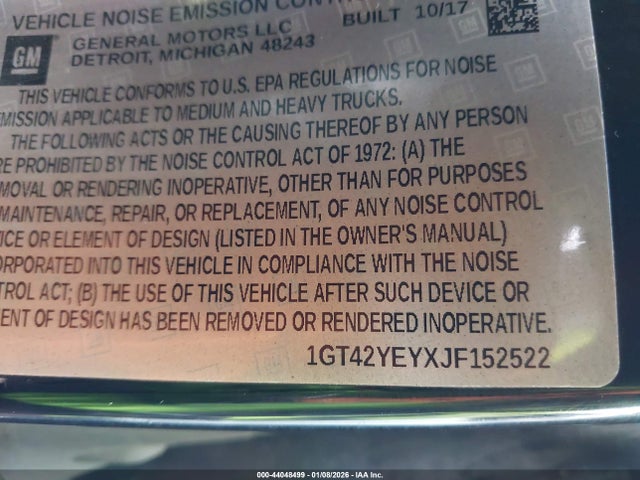 VEHICLE NOISE EMISSION
BUILT 10/17
GM
GENERAL MOTORS LLC
DETROIT, MICHIGAN 48243
THIS VEHICLE CONFORMS TO U.S. EPA REGULATIONS FOR NOISE
EMISSION APPLICABLE TO MEDIUM AND HEAVY TRUCKS.
THE FOLLOWING ACTS OR THE CAUSING THEREOF BY ANY PERSON
RE PROHIBITED BY THE NOISE CONTROL ACT OF 1972: (A) THE
MOVAL OR RENDERING INOPERATIVE, OTHER THAN FOR PURPOSES
MAINTENANCE, REPAIR, OR REPLACEMENT, OF ANY NOISE CONTROL
ICE OR ELEMENT OF DESIGN (LISTED IN THE OWNER'S MANUAL)
ORPORATED INTO THIS VEHICLE IN COMPLIANCE WITH THE NOISE
TROL ACT; (B) THE USE OF THIS VEHICLE AFTER SUCH DEVICE OR
ENT OF DESIGN HAS BEEN REMOVED OR RENDERED INOPERATIVE.
1GT42YEYXJF152522
000-44048499 - 01/08/2026 - IAA Inc.